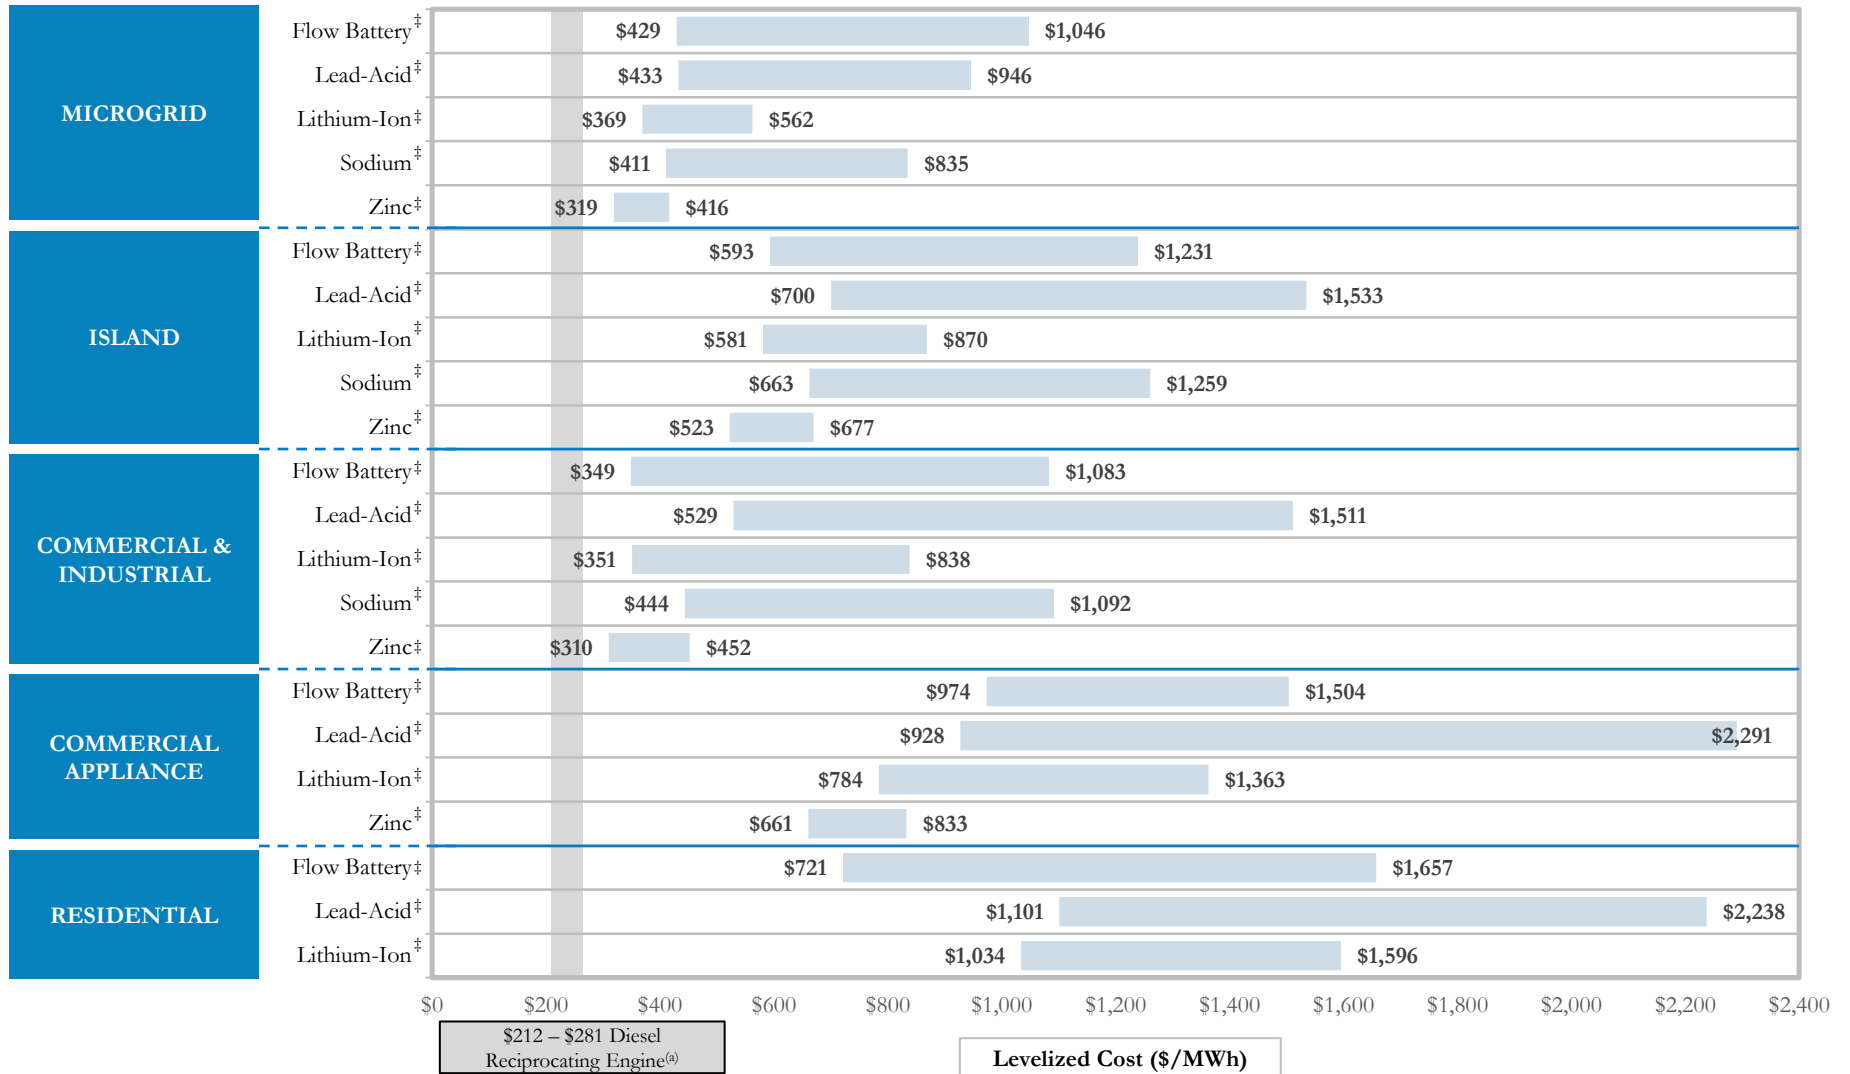 MICROGRID
Flow Battery‡ $429 $1,046
Lead-Acid‡ $433 $946
Lithium-Ion‡ $369 $562
Sodium‡ $411 $835
Zinc‡ $319 $416
ISLAND
Flow Battery‡ $593 $1,231
Lead-Acid‡ $700 $1,533
Lithium-Ion‡ $581 $870
Sodium‡ $663 $1,259
Zinc‡ $523 $677
COMMERCIAL &
INDUSTRIAL
Flow Battery‡ $349 $1,083
Lead-Acid‡ $529 $1,511
Lithium-Ion‡ $351 $838
Sodium‡ $444 $1,092
Zinc‡ $310 $452
COMMERCIAL
APPLIANCE
Flow Battery‡ $974 $1,504
Lead-Acid‡ $928 $2,291
Lithium-Ion‡ $784 $1,363
Zinc‡ $661 $833
RESIDENTIAL
Flow Battery‡ $721 $1,657
Lead-Acid‡ $1,101 $2,238
Lithium-Ion‡ $1,034 $1,596
$0 $200 $400 $600 $800 $1,000 $1,200 $1,400 $1,600 $1,800 $2,000 $2,200 $2,400
$212 – $281 Diesel
Reciprocating Engine(a)
Levelized Cost ($/MWh)